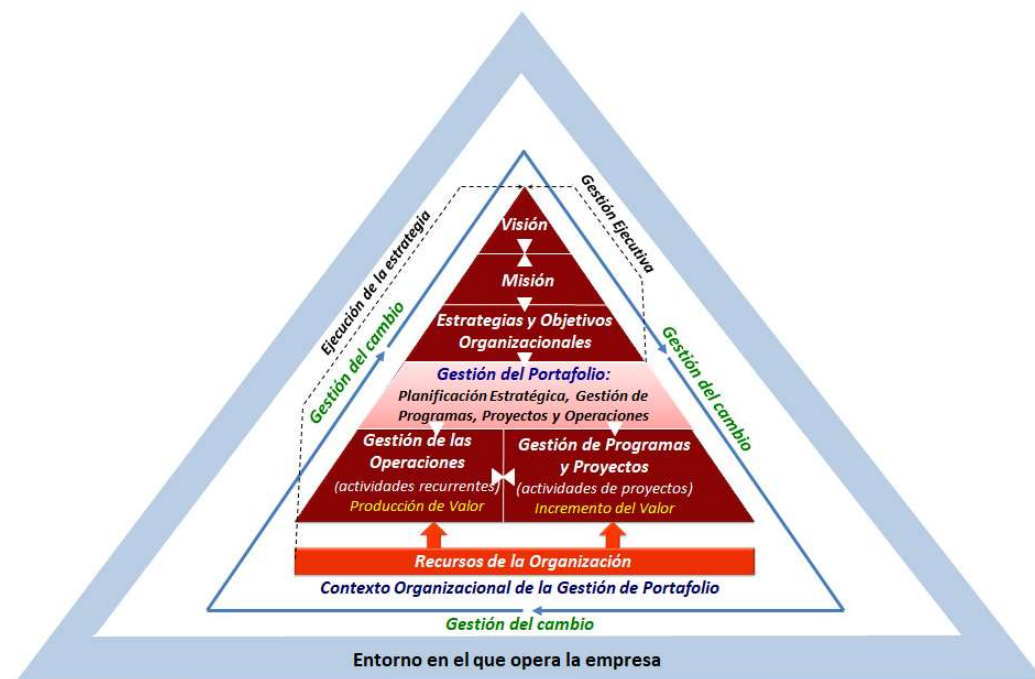 Visión
Misión
Estrategias y Objetivos
Organizacionales
Gestión del Portafolio:
Planificación Estratégica, Gestión de
Programas, Proyectos y Operaciones
Gestión de las
Operaciones
(actividades recurrentes)
Producción de Valor
Gestión de Programas
y Proyectos
(actividades de proyectos)
Incremento del Valor
Recursos de la Organización
Contexto Organizacional de la Gestión de Portafolio
Ejecución de la estrategia
Gestión del cambio
Gestión Ejecutiva
Gestión del cambio
Gestión del cambio
Entorno en el que opera la empresa